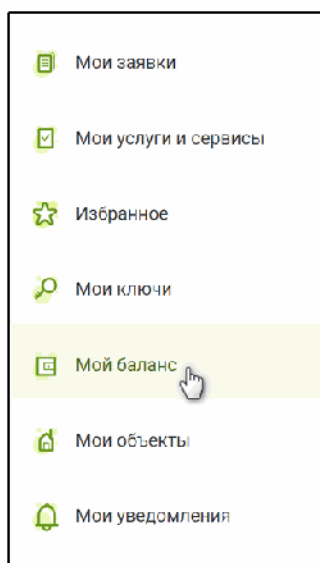 Мои заявки
Мои услуги и сервисы
Избранное
Мои ключи
Мой баланс
Мои объекты
Мои уведомления